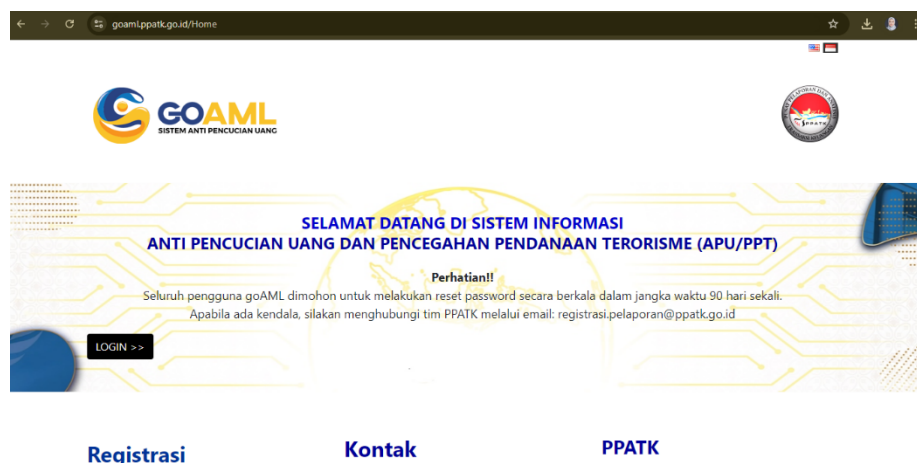 goaml.ppatk.go.id/Home
GOAML
SISTEM ANTI PENCUCIAN UANG
PPATK
SELAMAT DATANG DI SISTEM INFORMASI
ANTI PENCUCIAN UANG DAN PENCEGAHAN PENDANAAN TERORISME (APU/PPT)
Perhatian!!
Seluruh pengguna goAML dimohon untuk melakukan reset password secara berkala dalam jangka waktu 90 hari sekali.
Apabila ada kendala, silakan menghubungi tim PPATK melalui email: registrasi.pelaporan@ppatk.go.id
LOGIN >>
Registrasi
Kontak
PPATK